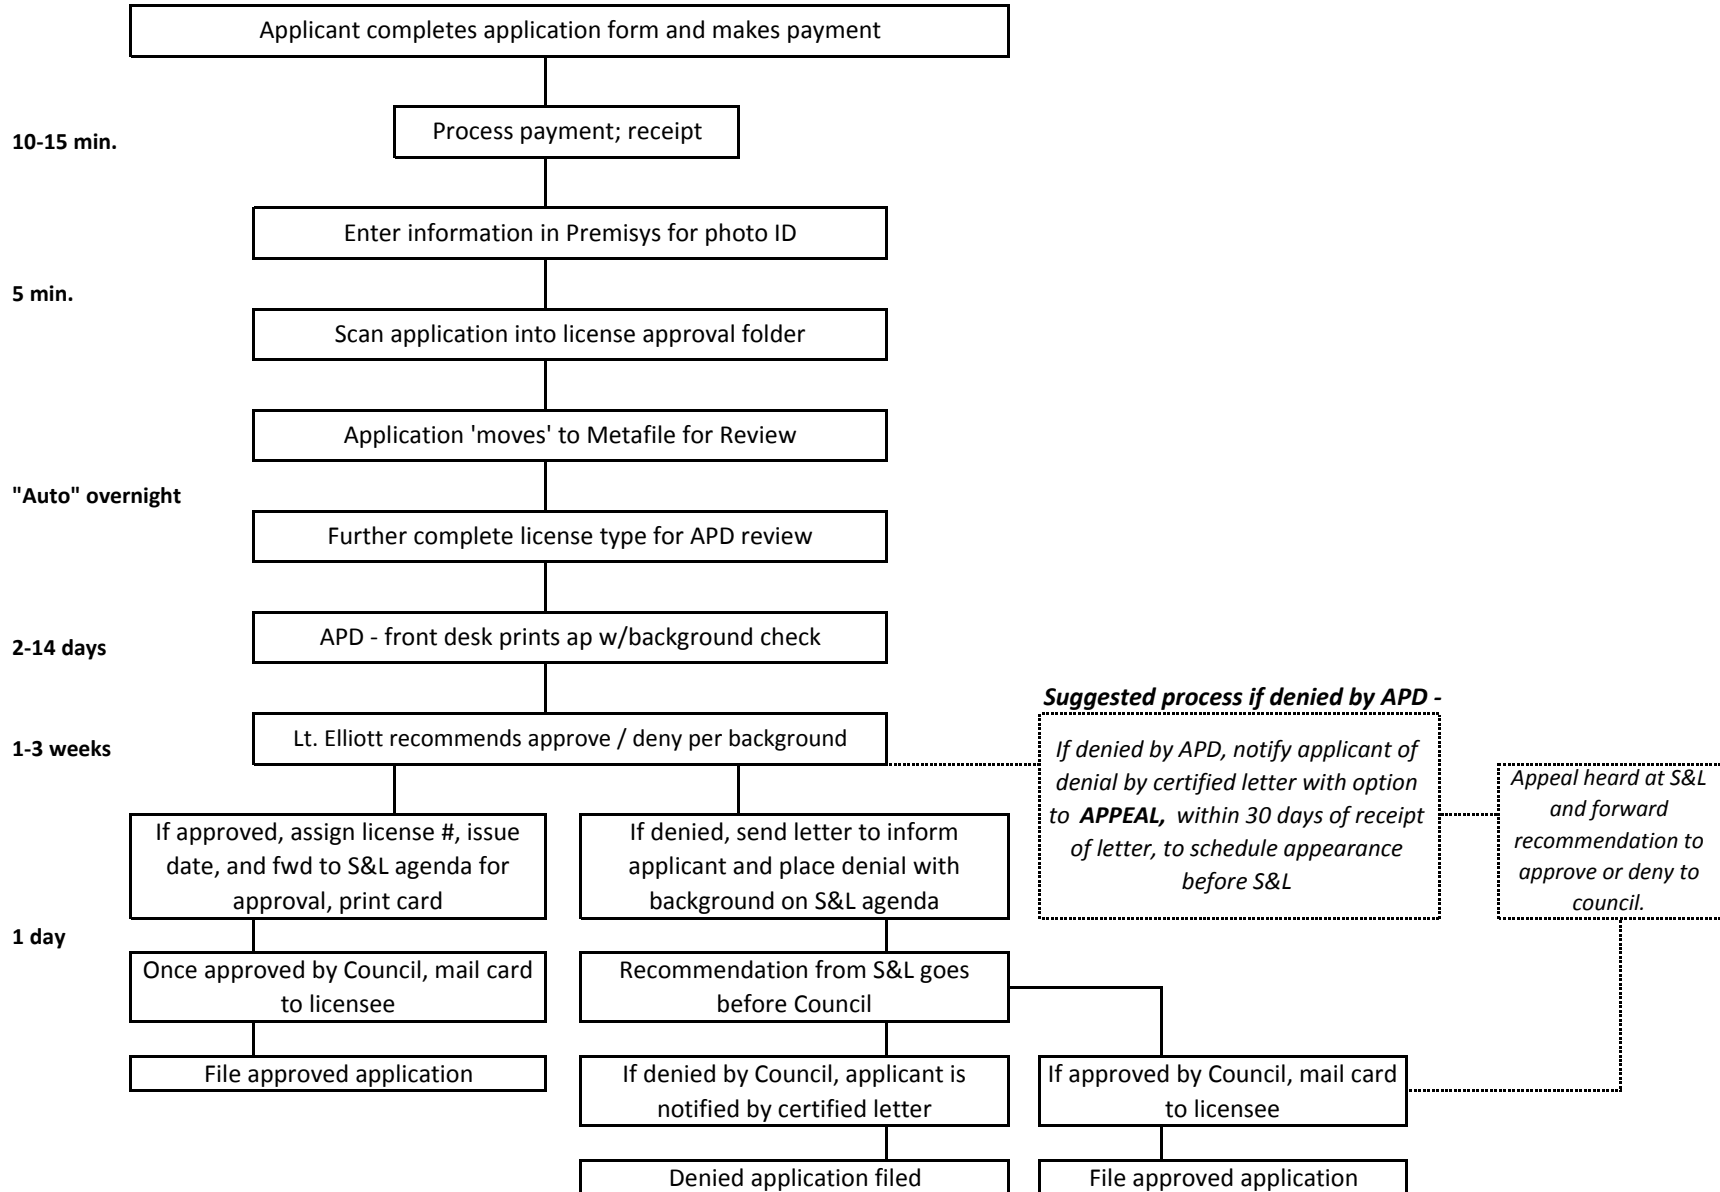 Applicant completes application form and makes payment
10-15 min.
Process payment; receipt
Enter information in Premisys for photo ID
5 min.
Scan application into license approval folder
Application 'moves' to Metafile for Review
"Auto" overnight
Further complete license type for APD review
2-14 days
APD - front desk prints ap w/background check
1-3 weeks
Lt. Elliott recommends approve / deny per background
Suggested process if denied by APD -
If denied by APD, notify applicant of
denial by certified letter with option
to APPEAL, within 30 days of receipt
of letter, to schedule appearance
before S&L
Appeal heard at S&L
and forward
recommendation to
approve or deny to
council.
If approved, assign license #, issue
date, and fwd to S&L agenda for
approval, print card
If denied, send letter to inform
applicant and place denial with
background on S&L agenda
1 day
Once approved by Council, mail card
to licensee
Recommendation from S&L goes
before Council
File approved application
If denied by Council, applicant is
notified by certified letter
If approved by Council, mail card
to licensee
Denied application filed
File approved application